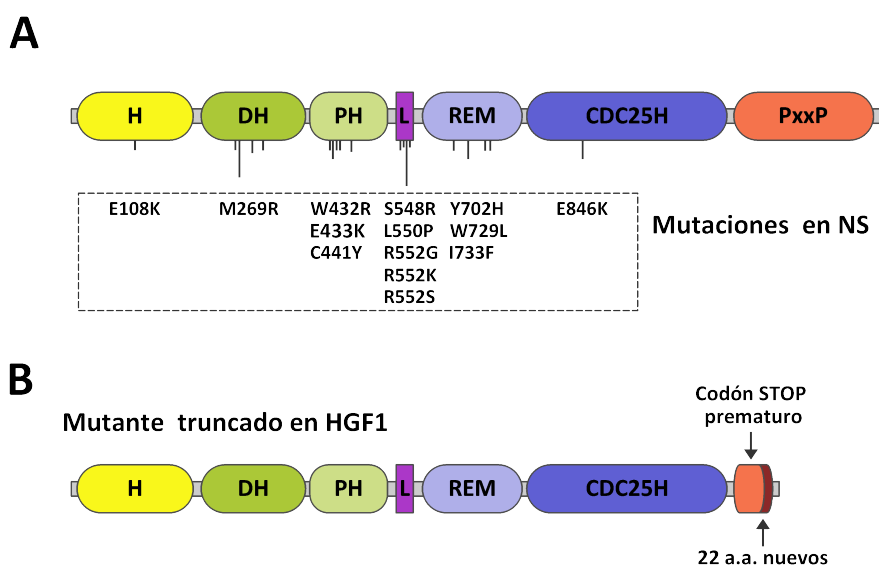 A
H DH PH L REM CDC25H PxxP
E108K M269R W432R S548R Y702H E846K
E433K L550P W729L
C441Y R552G I733F
R552K
R552S
Mutaciones en NS
B
Codón STOP
prematuro
Mutante truncado en HGF1
H DH PH L REM CDC25H
22 a.a. nuevos